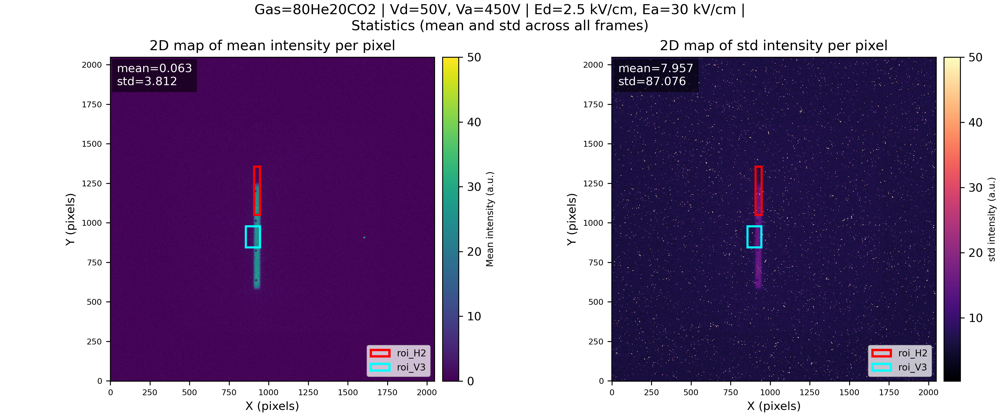 Gas=80He20CO2 | Vd=50V, Va=450V | Ed=2.5 kV/cm, Ea=30 kV/cm |
Statistics (mean and std across all frames)
2D map of mean intensity per pixel
mean=0.063
std=3.812
2000
1750
1500
1250
1000
750
500
250
0
Y (pixels)
0
250
500
750
1000
1250
1500
1750
2000
X (pixels)
roi_H2
roi_V3
50
40
30
20
10
0
Mean intensity (a.u.)
2D map of std intensity per pixel
mean=7.957
std=87.076
2000
1750
1500
1250
1000
750
500
250
0
Y (pixels)
0
250
500
750
1000
1250
1500
1750
2000
X (pixels)
roi_H2
roi_V3
50
40
30
20
10
std intensity (a.u.)